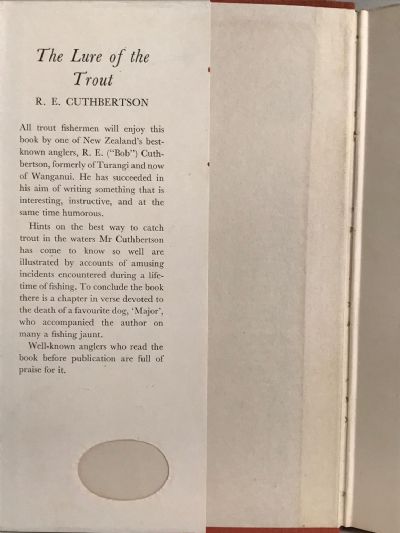 The Lure of the
Trout
R. E. CUTHBERTSON
All trout fishermen will enjoy this
book by one of New Zealand's best-
known anglers, R. E. ("Bob") Cuth-
bertson, formerly of Turangi and now
of Wanganui. He has succeeded in
his aim of writing something that is
interesting, instructive, and at the
same time humorous.
Hints on the best way to catch
trout in the waters Mr Cuthbertson
has come to know so well are
illustrated by accounts of amusing
incidents encountered during a life-
time of fishing. To conclude the book
there is a chapter in verse devoted to
the death of a favourite dog, 'Major',
who accompanied the author on
many a fishing jaunt.
Well-known anglers who read the
book before publication are full of
praise for it.